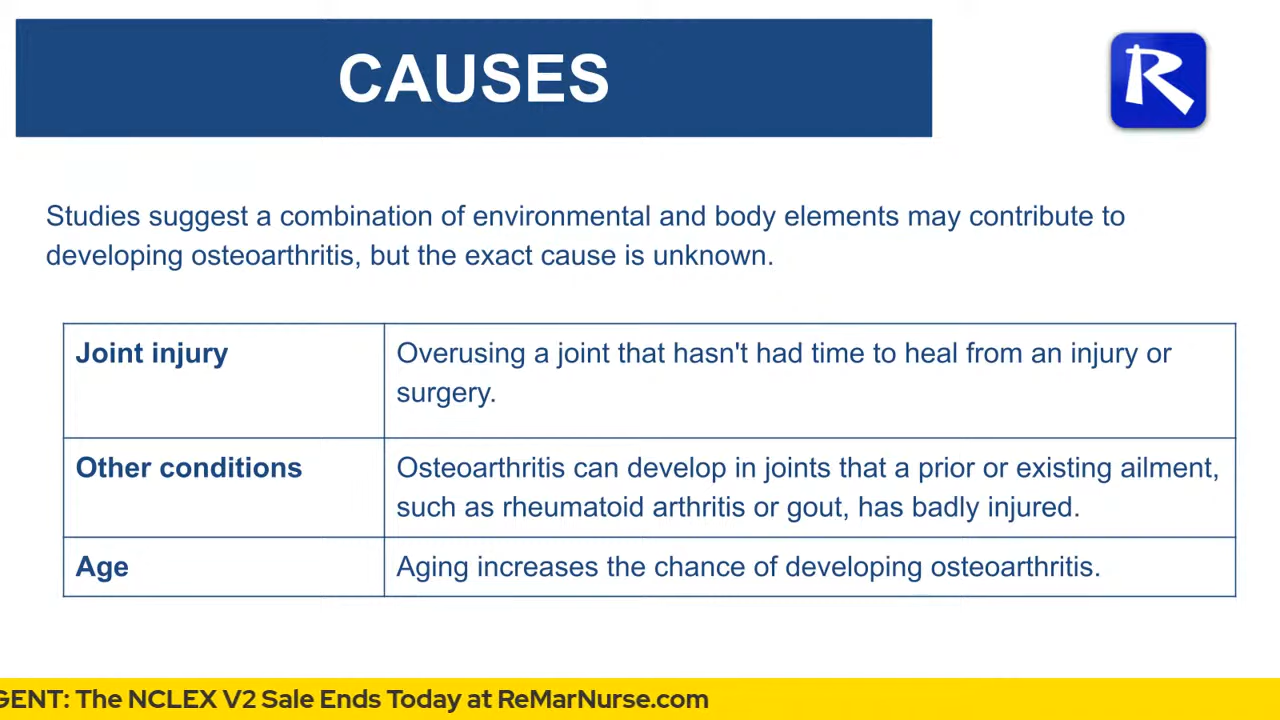 CAUSES
R
Studies suggest a combination of environmental and body elements may contribute to
developing osteoarthritis, but the exact cause is unknown.
Joint injury
Overusing a joint that hasn't had time to heal from an injury or
surgery.
Other conditions
Osteoarthritis can develop in joints that a prior or existing ailment,
such as rheumatoid arthritis or gout, has badly injured.
Age
Aging increases the chance of developing osteoarthritis.
GENT: The NCLEX V2 Sale Ends Today at ReMarNurse.com